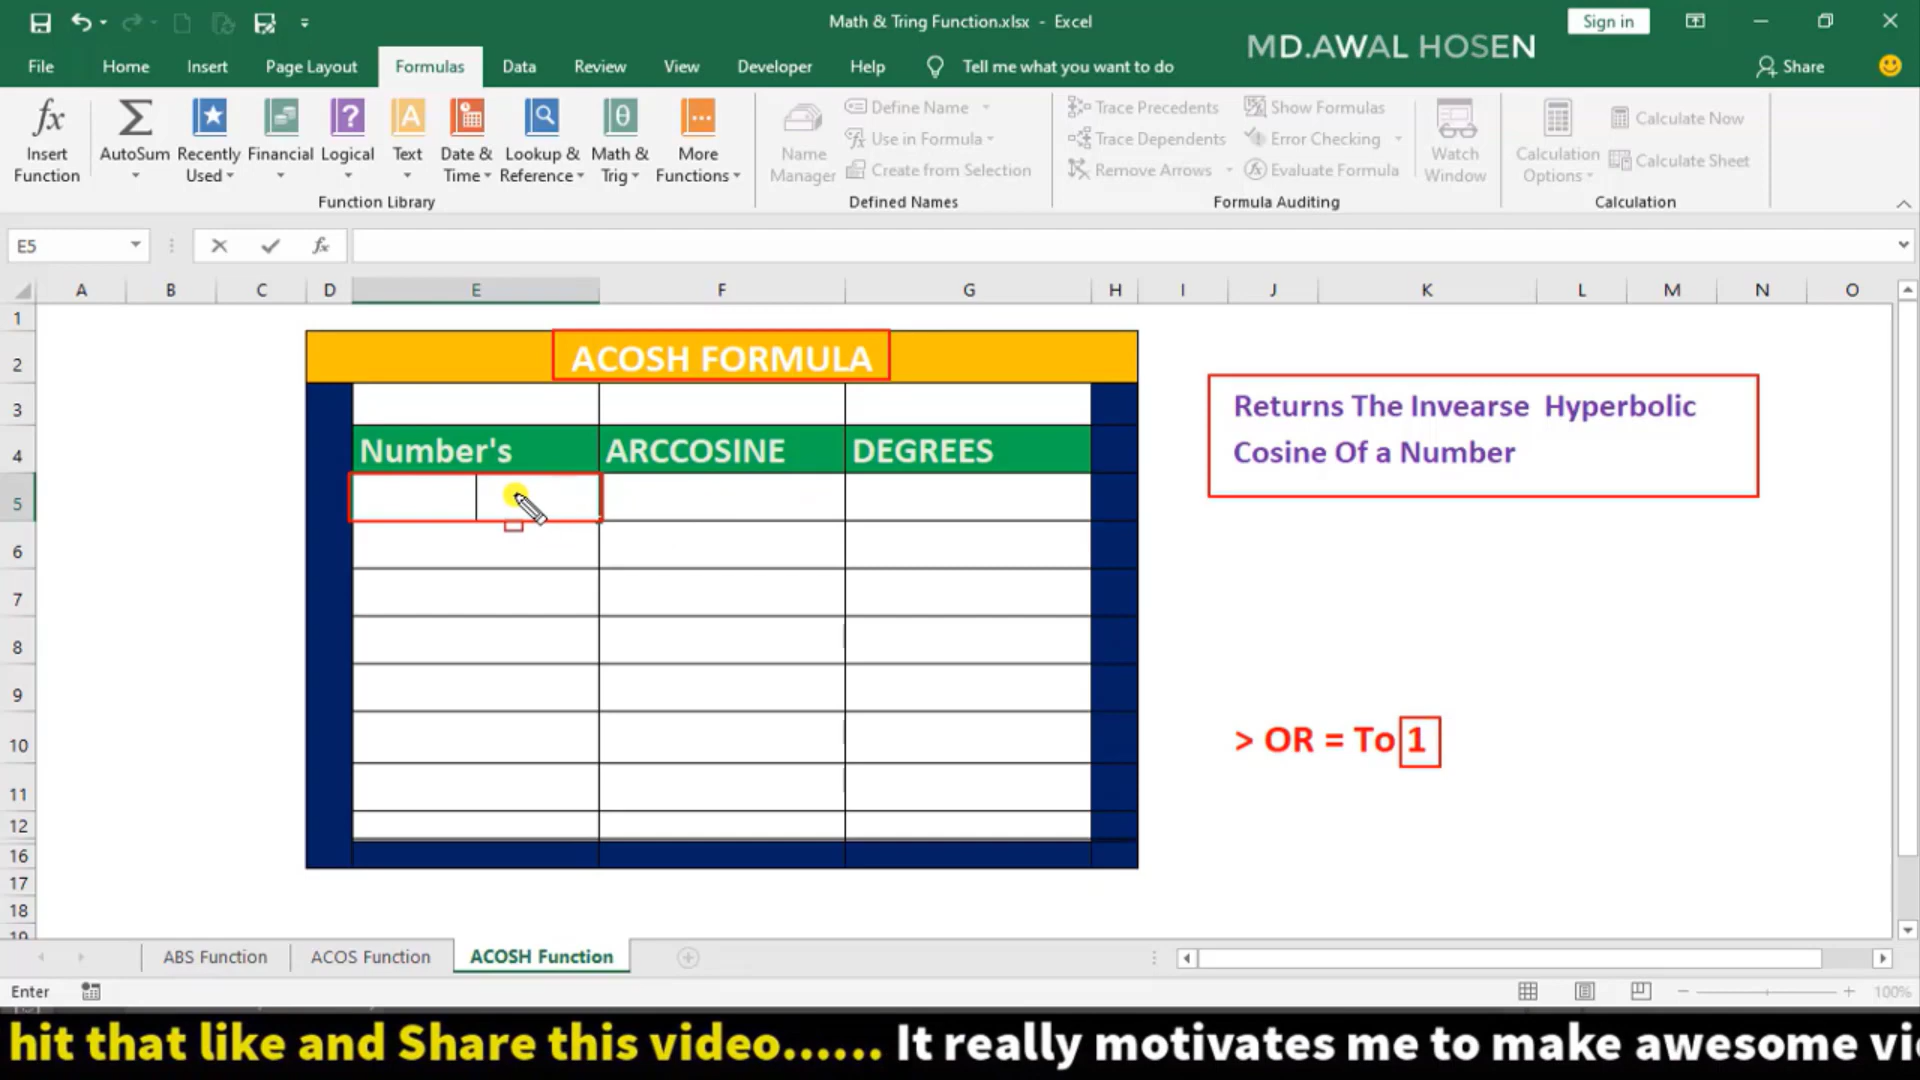 Math & Tring Function.xlsx - Excel
Sign in
MD.AWAL HOSEN
File Home Insert Page Layout Formulas Data Review View Developer Help Tell me what you want to do Share
Insert Function
AutoSum
Recently Used
Financial
Logical
Text
Date & Time
Lookup & Reference
Math & Trig
More Functions
Function Library
Name Manager
Define Name
Use in Formula
Create from Selection
Defined Names
Trace Precedents
Trace Dependents
Remove Arrows
Show Formulas
Error Checking
Evaluate Formula
Formula Auditing
Watch Window
Calculation Options
Calculate Now
Calculate Sheet
Calculation
E5
fx
A B C D E F G H I J K L M N O
1
2 ACOSH FORMULA
Returns The Invearse Hyperbolic
Cosine Of a Number
3
4 Number's ARCCOSINE DEGREES
5
6
7
8
9
10 > OR = To 1
11
12
16
17
18
19
ABS Function ACOS Function ACOSH Function
Enter
100%
hit that like and Share this video...... It really motivates me to make awesome